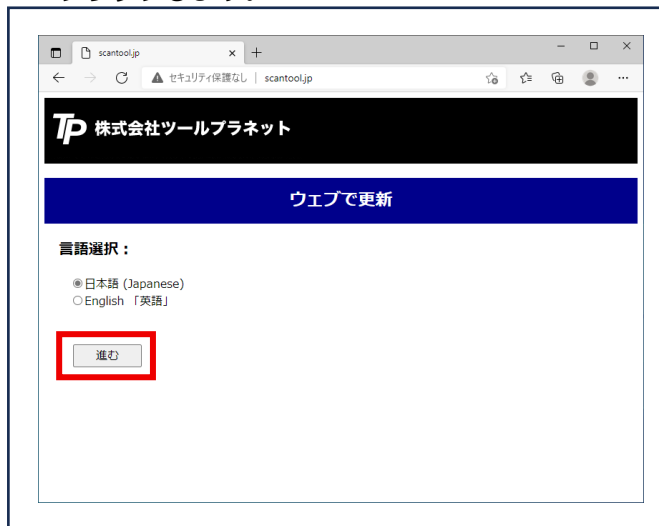 scantool.jp
セキュリティ保護なし | scantool.jp
TP 株式会社ツールプラネット
ウェブで更新
言語選択：
日本語 (Japanese)
English 「英語」
進む